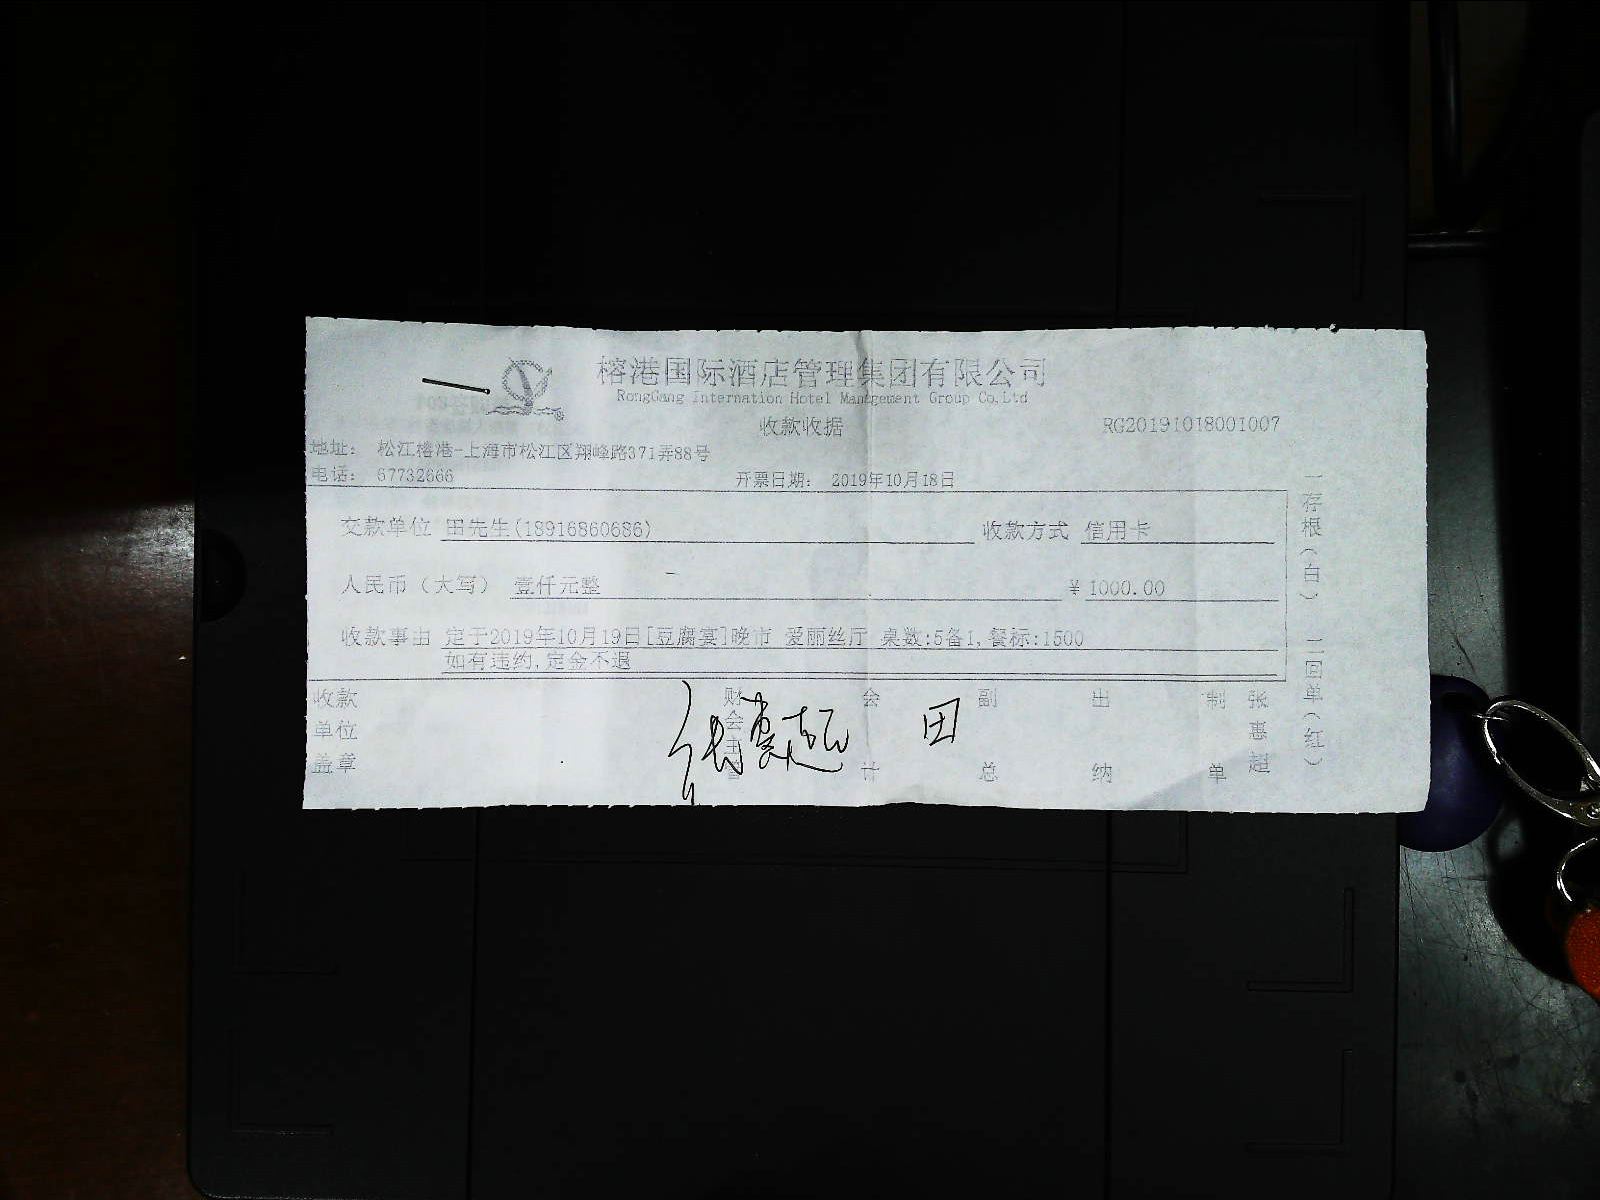 榕港国际酒店管理集团有限公司
RongGang Internation Hotel Management Group Co,Ltd
收款收据 RG20191018001007
地址： 松江榕港-上海市松江区翔峰路371弄88号
电话： 67732666 开票日期： 2019年10月18日
交款单位 田先生(18916860686) 收款方式 信用卡
人民币（大写） 壹仟元整 ￥1000.00
收款事由 定于2019年10月19日[豆腐宴]晚市 爱丽丝厅 桌数:5备1,餐标:1500
如有违约,定金不退
收款单位盖章 财会主管 会计 副总 出纳 制单 张惠超
张惠超 田
一存根（白） 二回单（红）